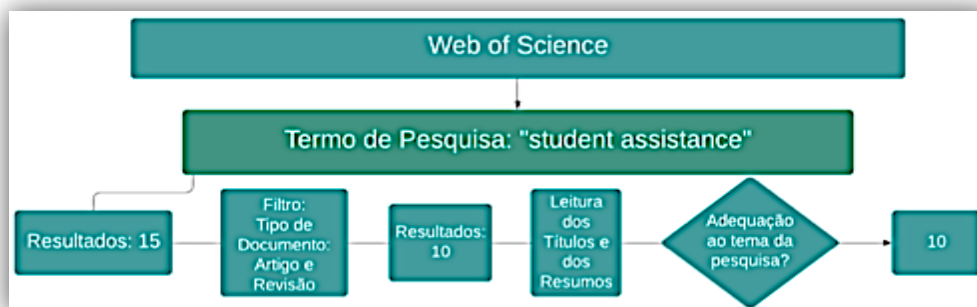 Web of Science
Termo de Pesquisa: "student assistance"
Resultados: 15
Filtro:
Tipo de
Documento:
Artigo e
Revisão
Resultados:
10
Leitura
dos
Títulos e
dos
Resumos
Adequação
ao tema da
pesquisa?
10